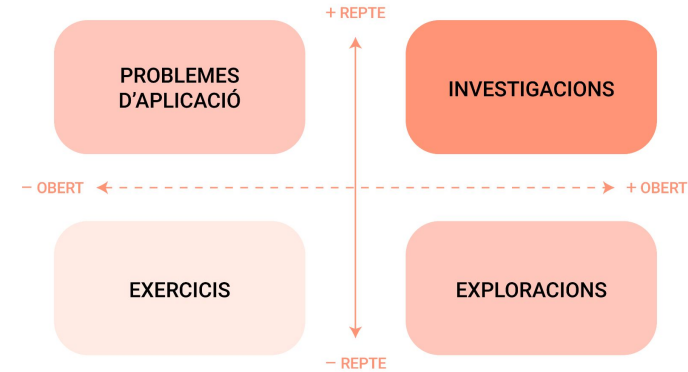 + REPTE
PROBLEMES
D’APLICACIÓ
INVESTIGACIONS
− OBERT
+ OBERT
EXERCICIS
EXPLORACIONS
− REPTE